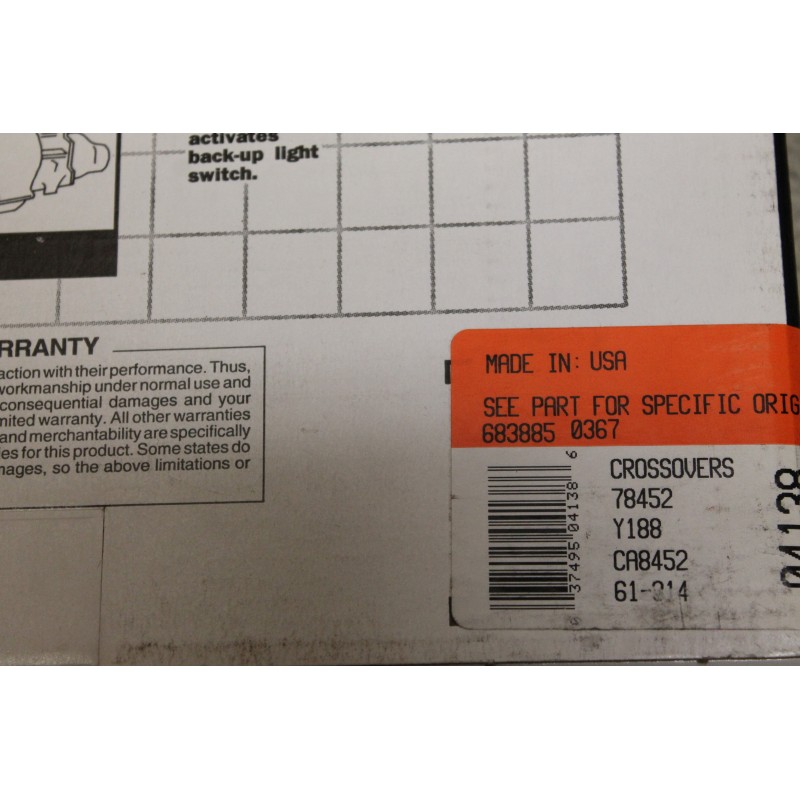 activates
back-up light
switch.
RRANTY
action with their performance. Thus,
workmanship under normal use and
consequential damages and your
mited warranty. All other warranties
and merchantability are specifically
ies for this product. Some states do
mages, so the above limitations or
MADE IN: USA
SEE PART FOR SPECIFIC ORIG
683885 0367
CROSSOVERS
78452
Y188
CA8452
0 37495 04138 6
04138